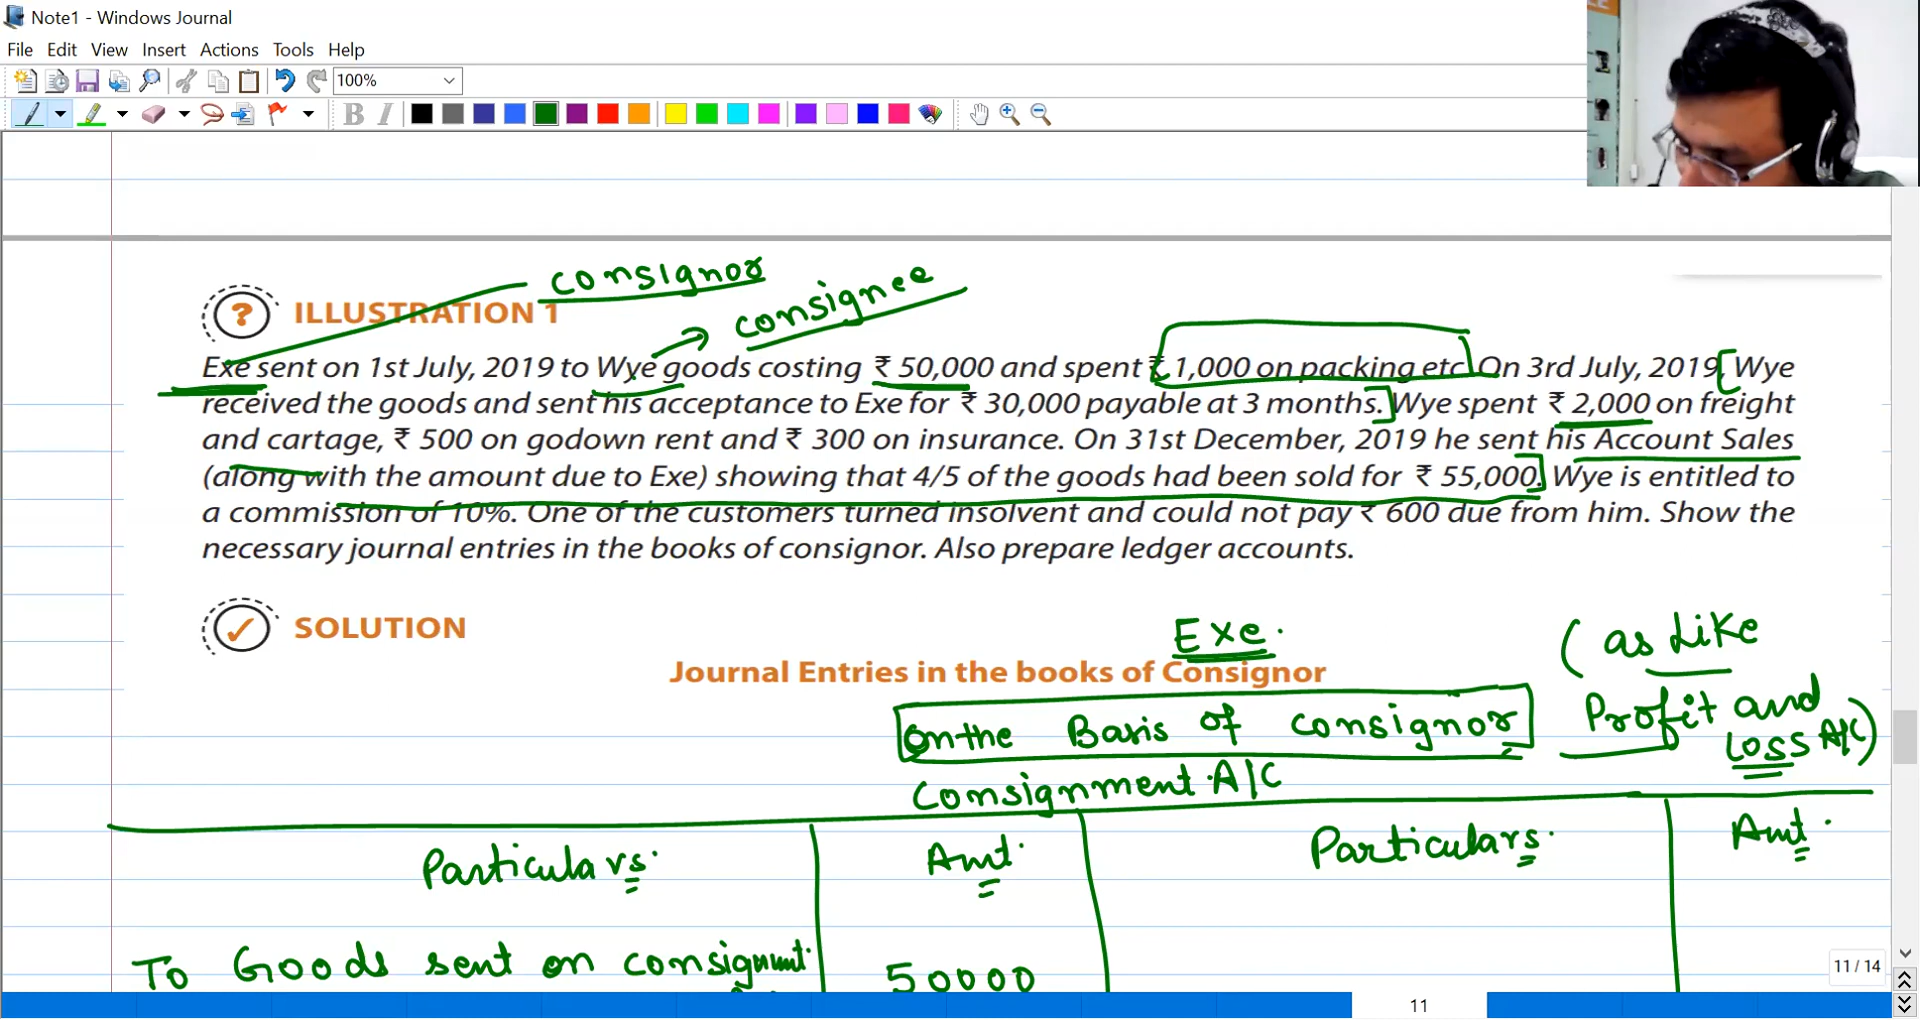 Note1 - Windows Journal
File Edit View Insert Actions Tools Help
100%
B I
consignor
consignee
? ILLUSTRATION 1
Exe sent on 1st July, 2019 to Wye goods costing ₹ 50,000 and spent ₹ 1,000 on packing etc. On 3rd July, 2019, Wye
received the goods and sent his acceptance to Exe for ₹ 30,000 payable at 3 months. Wye spent ₹ 2,000 on freight
and cartage, ₹ 500 on godown rent and ₹ 300 on insurance. On 31st December, 2019 he sent his Account Sales
(along with the amount due to Exe) showing that 4/5 of the goods had been sold for ₹ 55,000. Wye is entitled to
a commission of 10%. One of the customers turned insolvent and could not pay ₹ 600 due from him. Show the
necessary journal entries in the books of consignor. Also prepare ledger accounts.
SOLUTION
Exe.
Journal Entries in the books of Consignor
(as Like
Profit and
Loss A/C)
On the Basis of consignor
Consignment A/C
Particulars Amt. Particulars Amt.
To Goods sent on consignment 50000
11 / 14
11